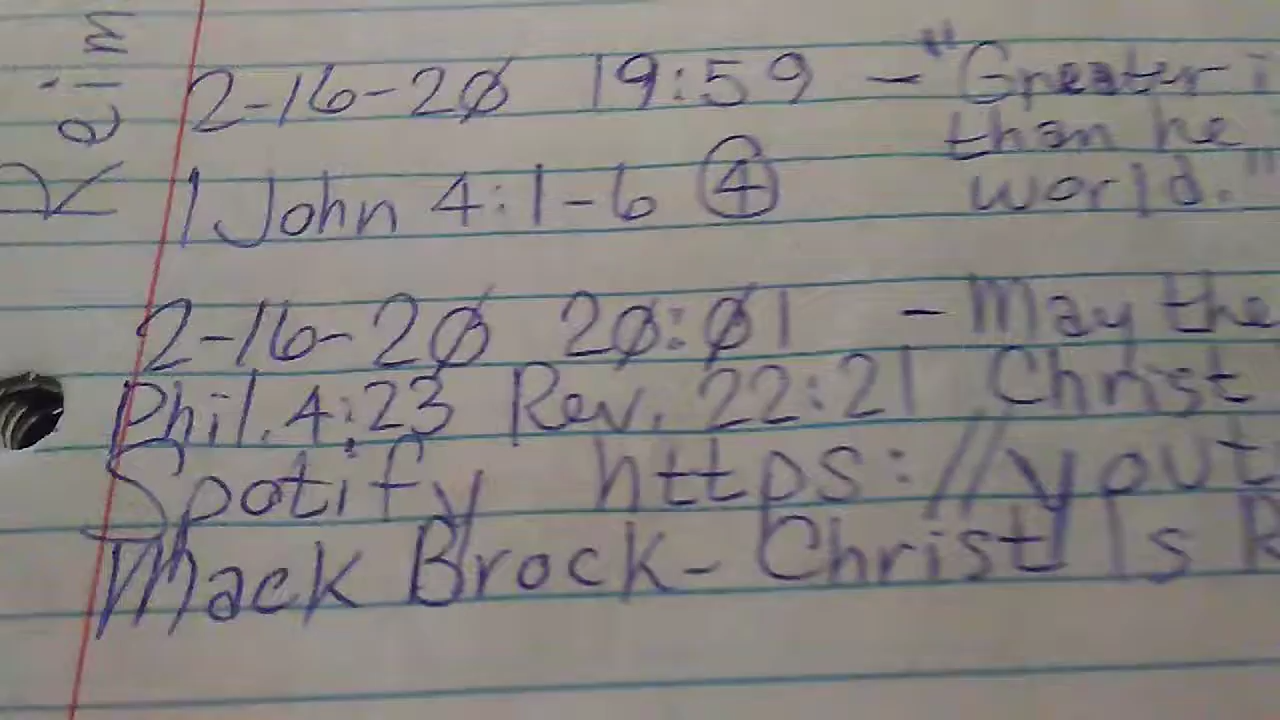 2-16-20 19:59 - "Greater i
than he
1 John 4:1-6 4 world."
2-16-20 20:01 - May the
Phil. 4:23 Rev. 22:21 Christ
Spotify https://yout
Mack Brock - Christ Is R